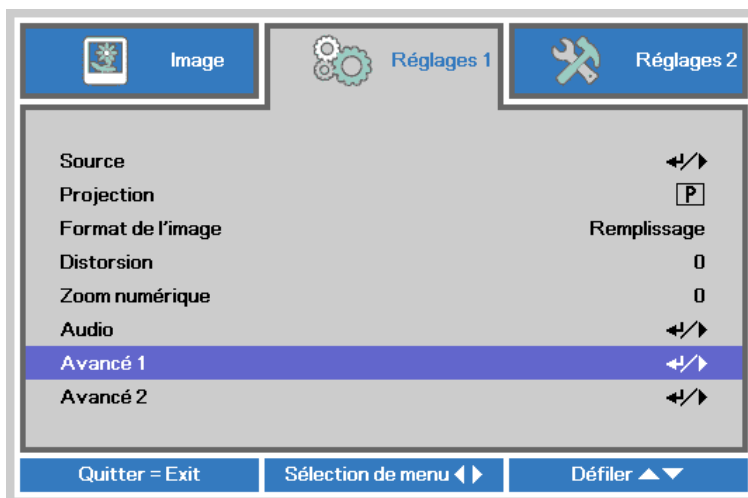 Image Réglages 1 Réglages 2
Source
Projection P
Format de l'image Remplissage
Distorsion 0
Zoom numérique 0
Audio
Avancé 1
Avancé 2
Quitter = Exit Sélection de menu Défiler